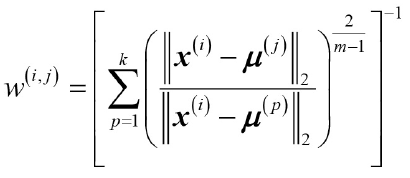 w^{(i,j)} = \left[ \sum_{p=1}^{k} \left( \frac{\left\| \boldsymbol{x}^{(i)} - \boldsymbol{\mu}^{(j)} \right\|_2}{\left\| \boldsymbol{x}^{(i)} - \boldsymbol{\mu}^{(p)} \right\|_2} \right)^{\frac{2}{m-1}} \right]^{-1}